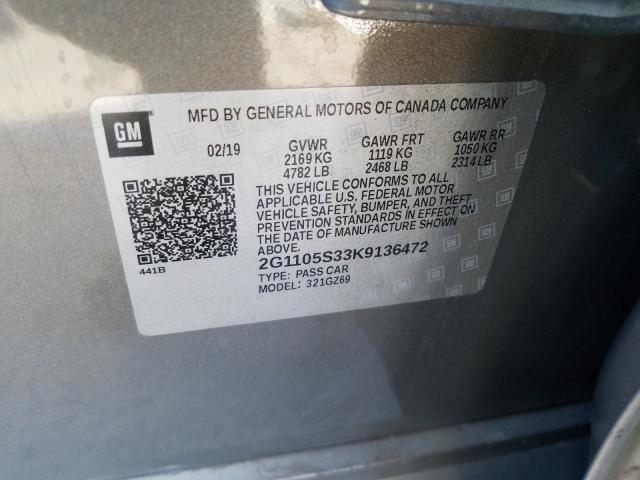 GM
MFD BY GENERAL MOTORS OF CANADA COMPANY
02/19 GVWR GAWR FRT GAWR RR
2169 KG 1119 KG 1050 KG
4782 LB 2468 LB 2314 LB
THIS VEHICLE CONFORMS TO ALL
APPLICABLE U.S. FEDERAL MOTOR
VEHICLE SAFETY, BUMPER, AND THEFT
PREVENTION STANDARDS IN EFFECT ON
THE DATE OF MANUFACTURE SHOWN
ABOVE.
441B
2G1105S33K9136472
TYPE: PASS CAR
MODEL: 321GZ69